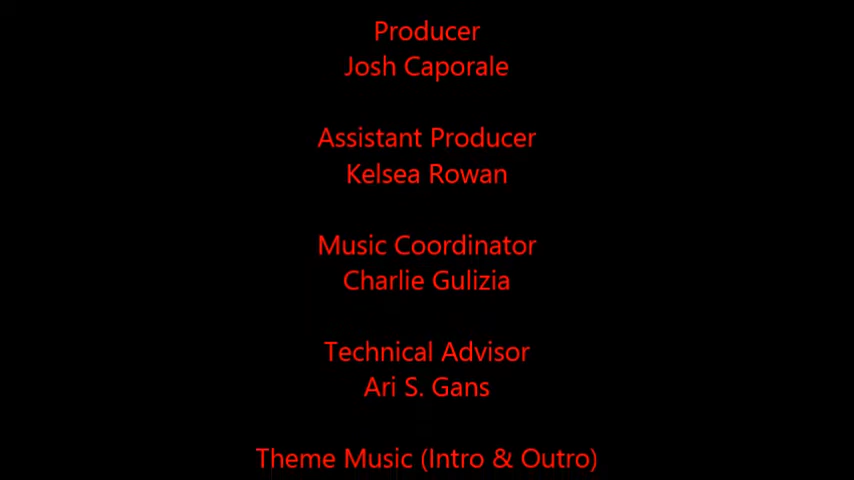 Producer
Josh Caporale
Assistant Producer
Kelsea Rowan
Music Coordinator
Charlie Gulizia
Technical Advisor
Ari S. Gans
Theme Music (Intro & Outro)